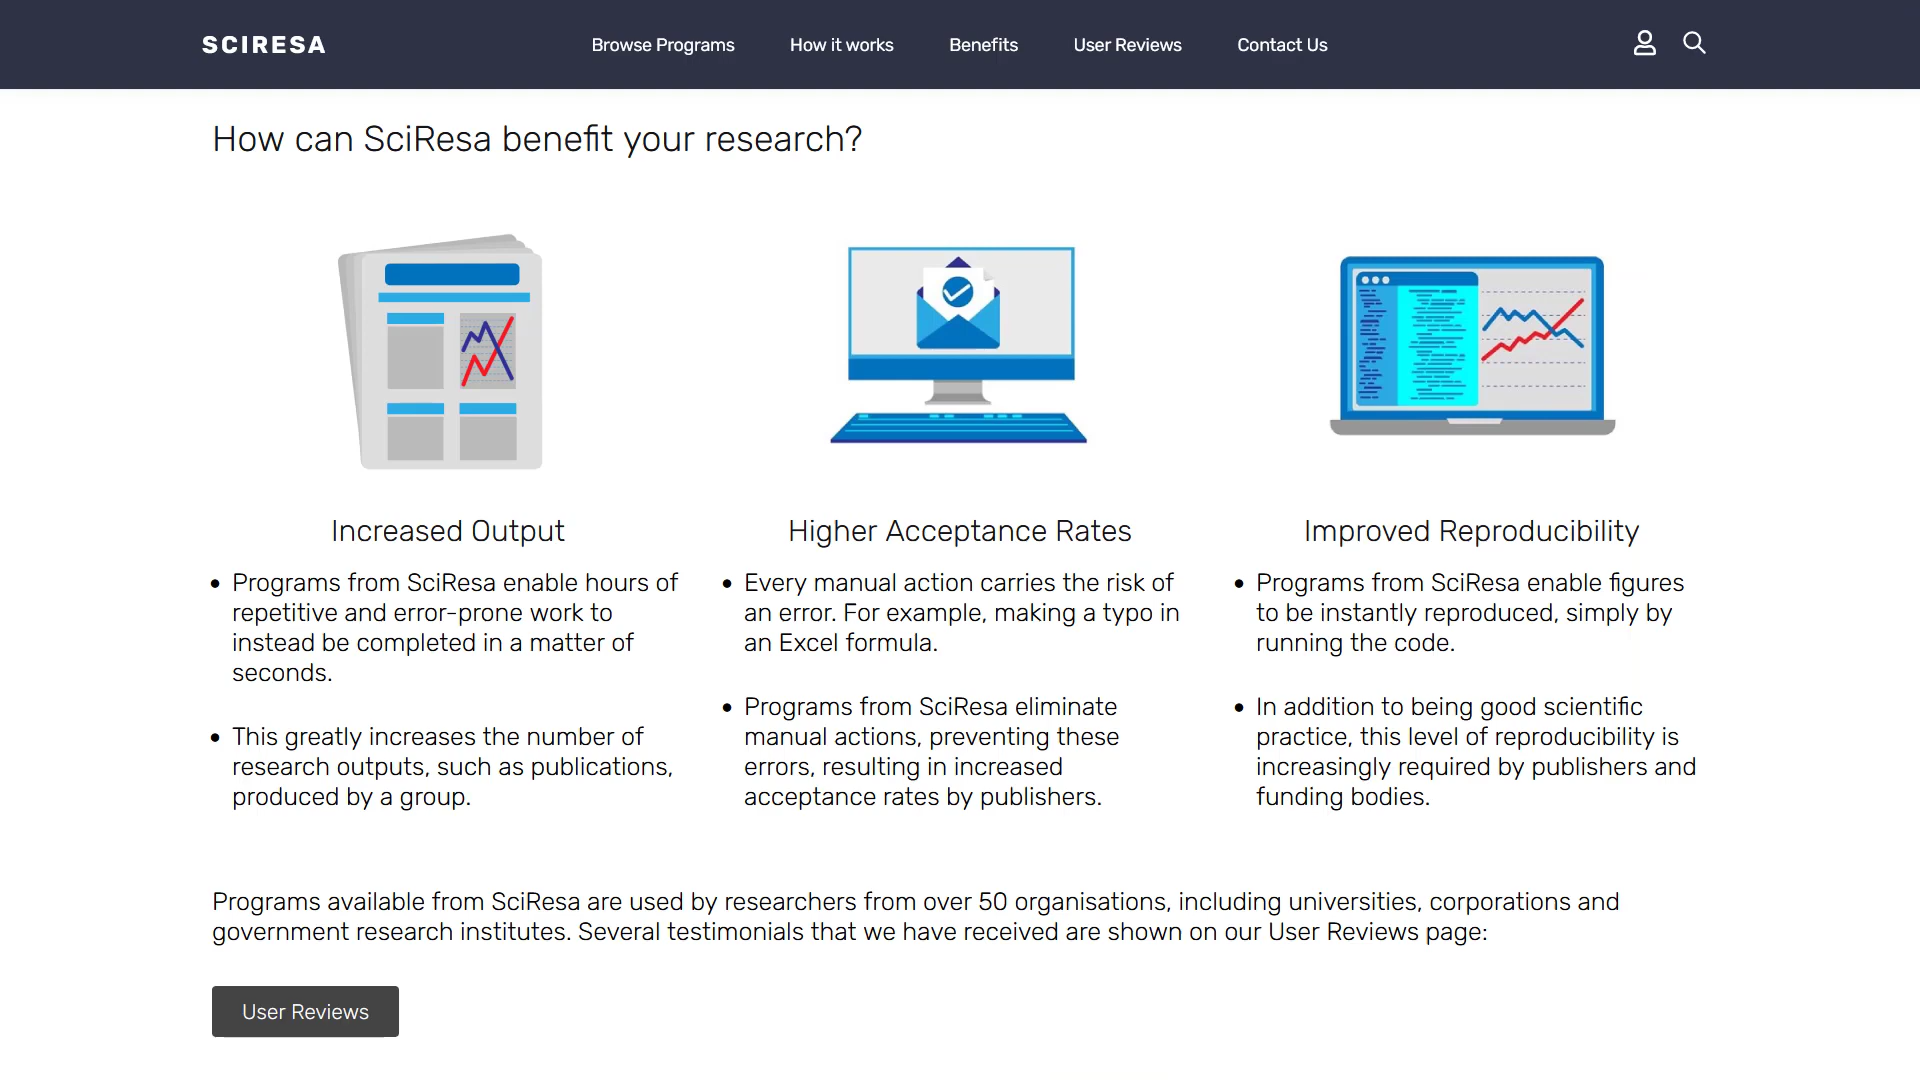 SCIRESA
Browse Programs
How it works
Benefits
User Reviews
Contact Us
How can SciResa benefit your research?
Increased Output
• Programs from SciResa enable hours of
repetitive and error-prone work to
instead be completed in a matter of
seconds.
• This greatly increases the number of
research outputs, such as publications,
produced by a group.
Higher Acceptance Rates
• Every manual action carries the risk of
an error. For example, making a typo in
an Excel formula.
• Programs from SciResa eliminate
manual actions, preventing these
errors, resulting in increased
acceptance rates by publishers.
Improved Reproducibility
• Programs from SciResa enable figures
to be instantly reproduced, simply by
running the code.
• In addition to being good scientific
practice, this level of reproducibility is
increasingly required by publishers and
funding bodies.
Programs available from SciResa are used by researchers from over 50 organisations, including universities, corporations and
government research institutes. Several testimonials that we have received are shown on our User Reviews page:
User Reviews